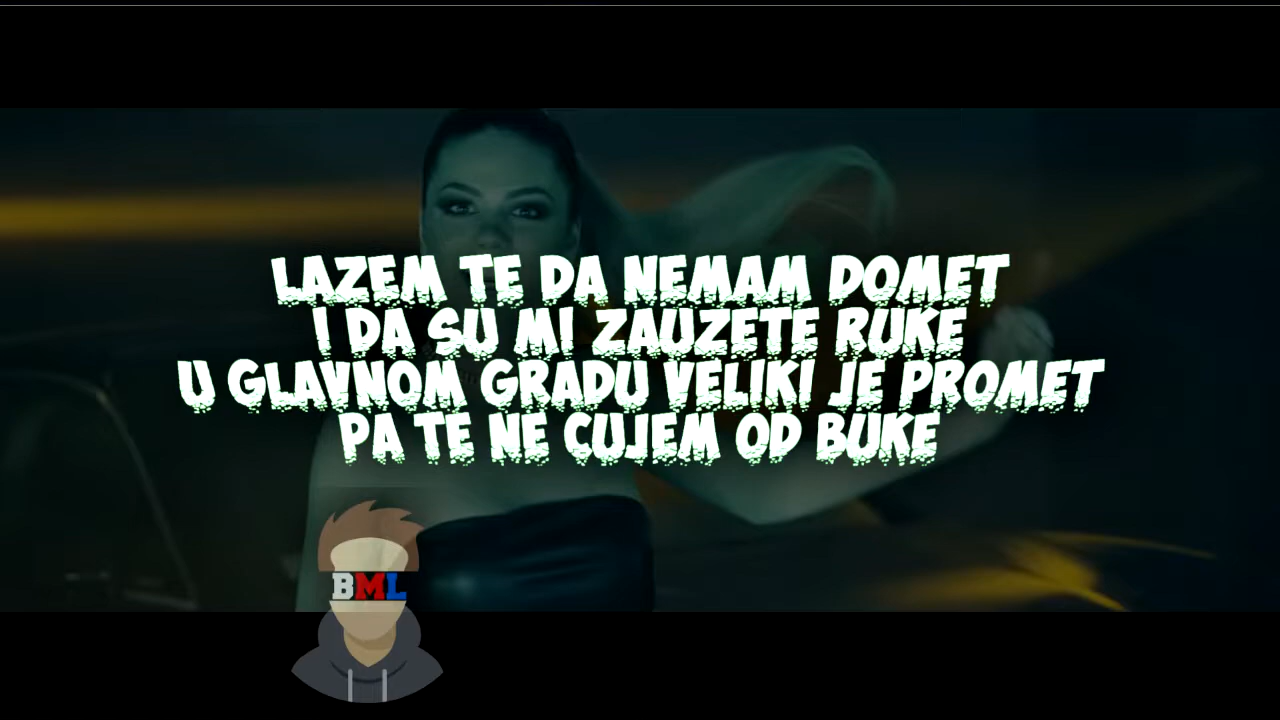 LAZEM TE DA NEMAM DOMET
I DA SU MI ZAUZETE RUKE
U GLAVNOM GRADU VELIKI JE PROMET
PA TE NE CUJEM OD BUKE
BML